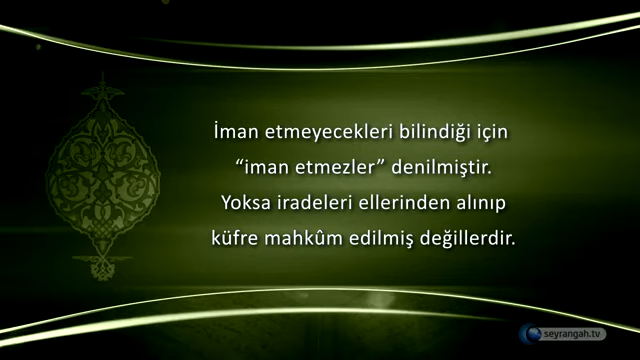 İman etmeyecekleri bilindiği için
“iman etmezler” denilmiştir.
Yoksa iradeleri ellerinden alınıp
küfre mahkûm edilmiş değillerdir.
seyrangah.tv